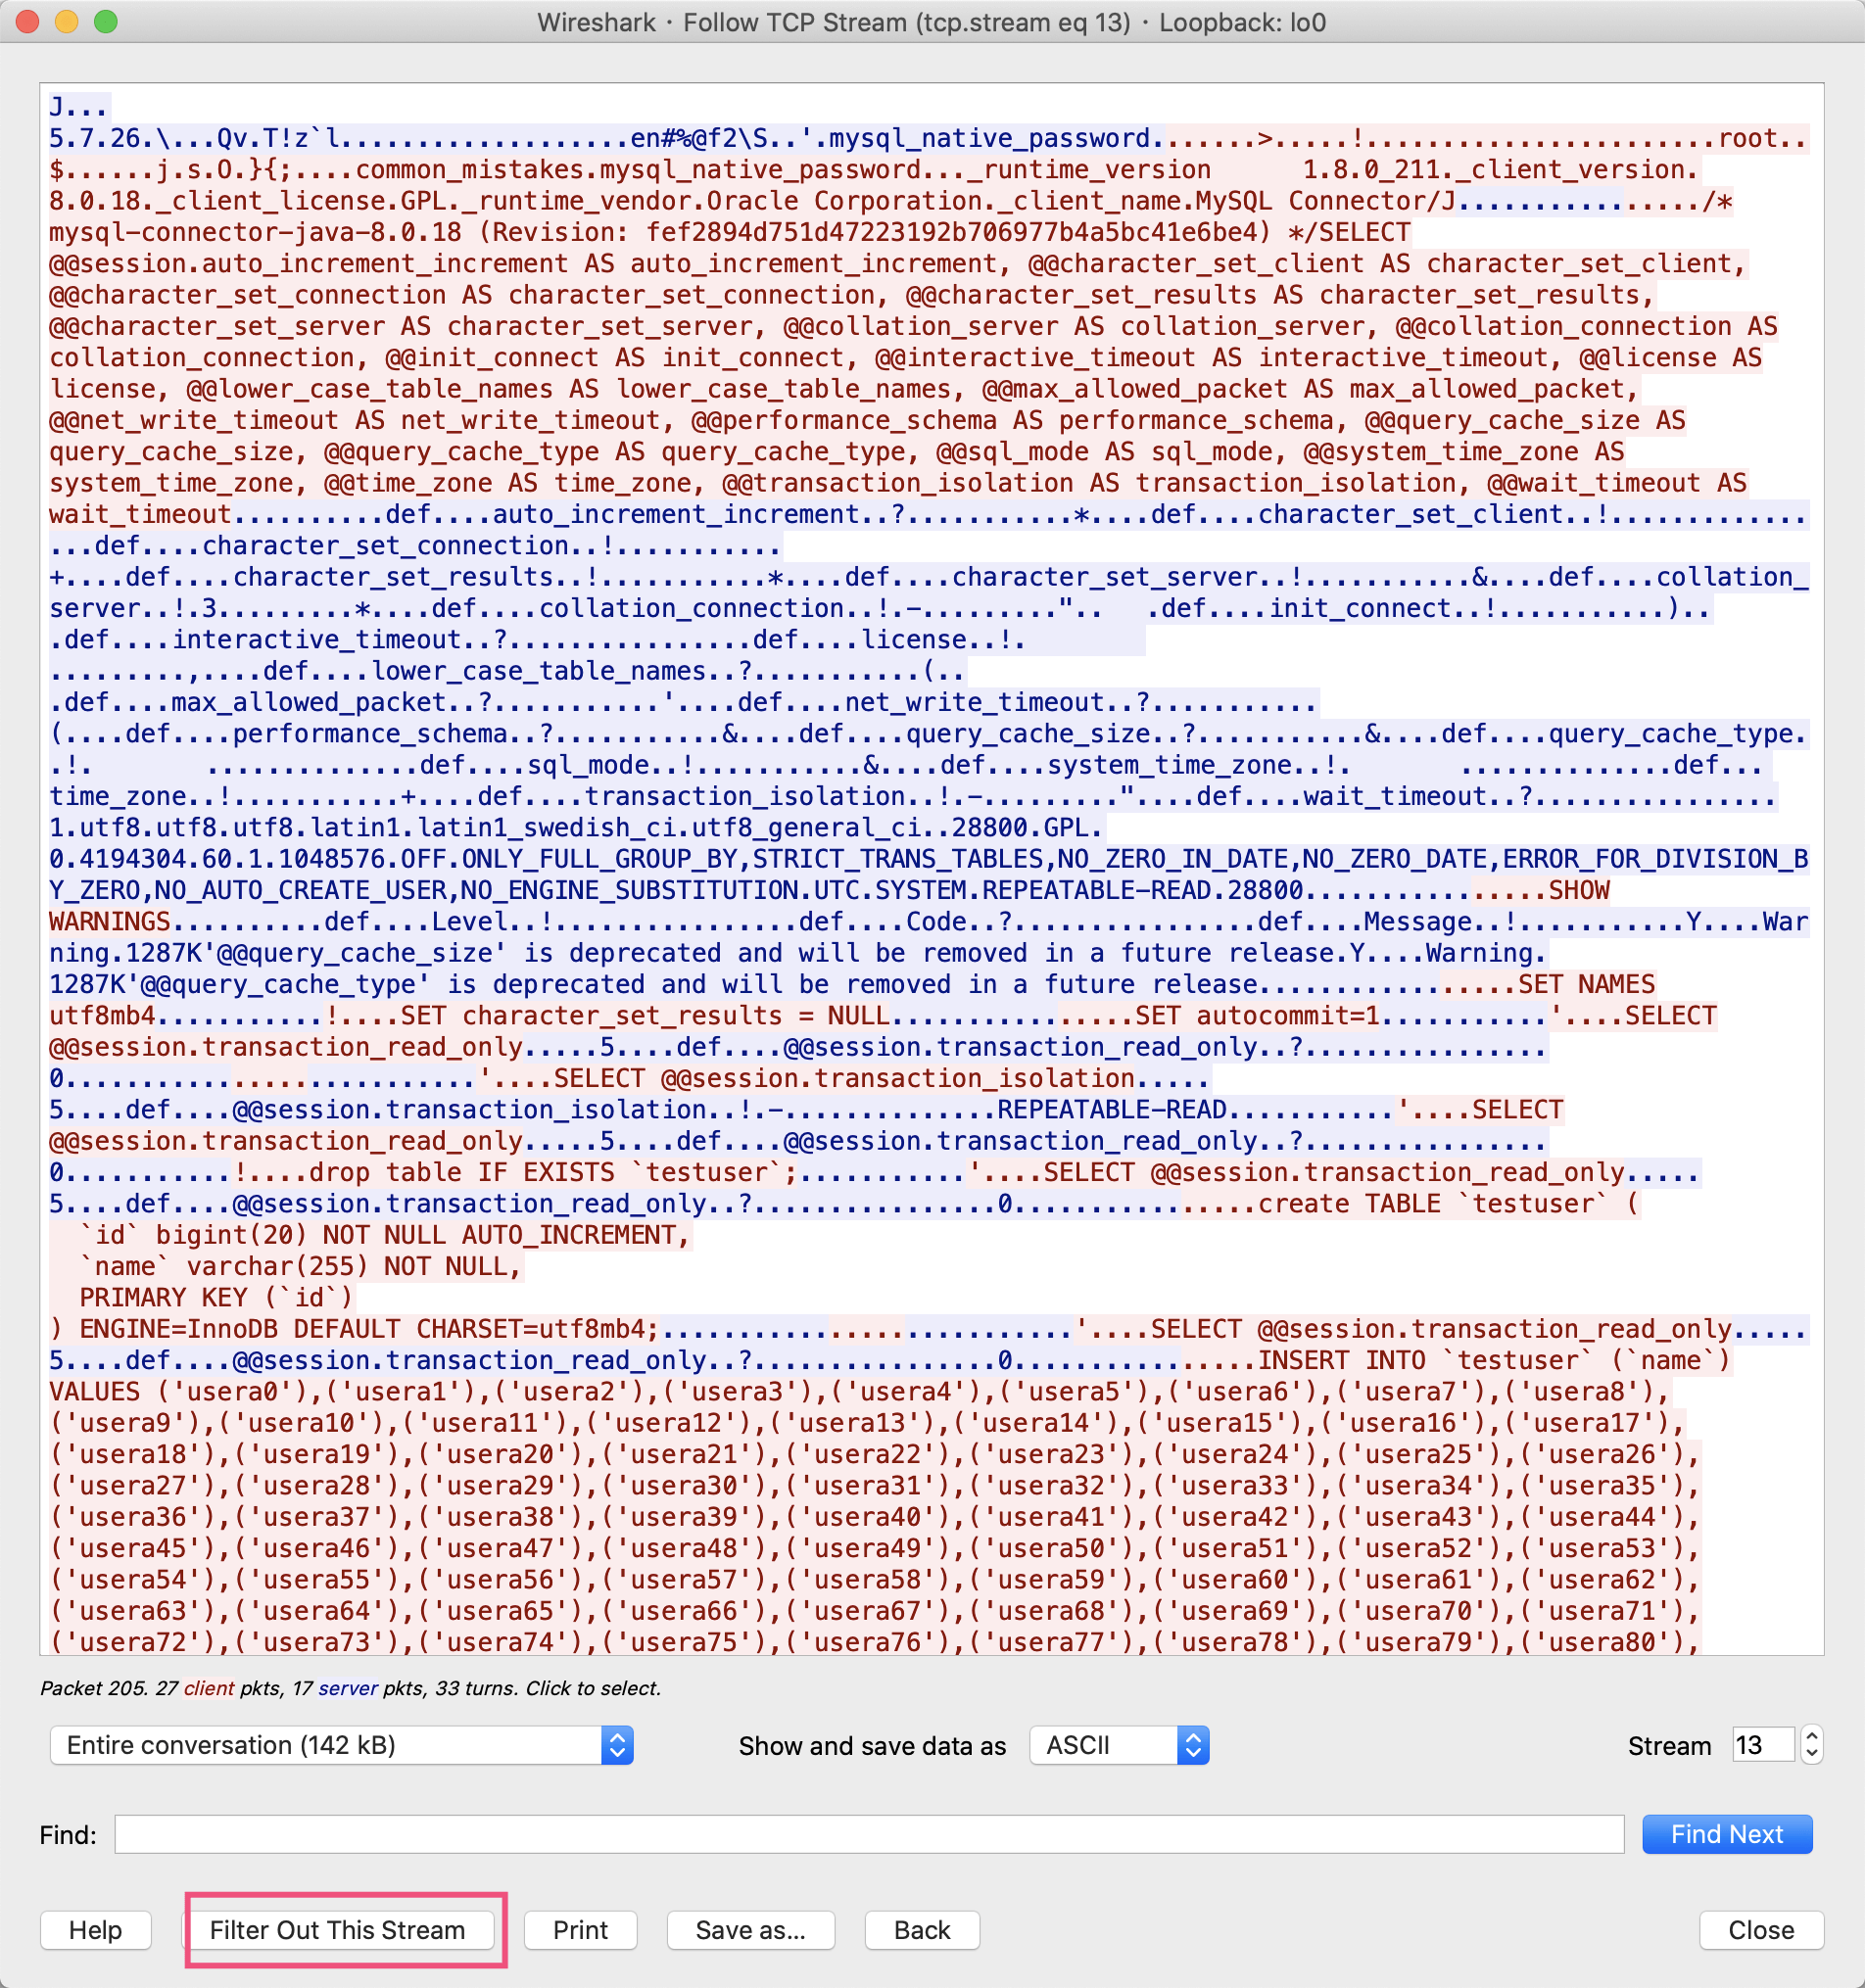 Wireshark · Follow TCP Stream (tcp.stream eq 13) · Loopback: lo0
J...
5.7.26.\...Qv.T!z`l...................en#%@f2\S..'.mysql_native_password.......>.....!.......................root..
$......j.s.O.}{;....common_mistakes.mysql_native_password..._runtime_version      1.8.0_211._client_version.
8.0.18._client_license.GPL._runtime_vendor.Oracle Corporation._client_name.MySQL Connector/J................/*
mysql-connector-java-8.0.18 (Revision: fef2894d751d47223192b706977b4a5bc41e6be4) */SELECT
@@session.auto_increment_increment AS auto_increment_increment, @@character_set_client AS character_set_client,
@@character_set_connection AS character_set_connection, @@character_set_results AS character_set_results,
@@character_set_server AS character_set_server, @@collation_server AS collation_server, @@collation_connection AS
collation_connection, @@init_connect AS init_connect, @@interactive_timeout AS interactive_timeout, @@license AS
license, @@lower_case_table_names AS lower_case_table_names, @@max_allowed_packet AS max_allowed_packet,
@@net_write_timeout AS net_write_timeout, @@performance_schema AS performance_schema, @@query_cache_size AS
query_cache_size, @@query_cache_type AS query_cache_type, @@sql_mode AS sql_mode, @@system_time_zone AS
system_time_zone, @@time_zone AS time_zone, @@transaction_isolation AS transaction_isolation, @@wait_timeout AS
wait_timeout..........def....auto_increment_increment..?...........*....def....character_set_client..!.............
...def....character_set_connection..!...........
+....def....character_set_results..!...........*....def....character_set_server..!...........&....def....collation_
server..!.3.........*....def....collation_connection..!.-.........".. 	.def....init_connect..!...........)..
.def....interactive_timeout..?................def....license..!.
.........,....def....lower_case_table_names..?...........(..
.def....max_allowed_packet..?...........'....def....net_write_timeout..?...........
(....def....performance_schema..?...........&....def....query_cache_size..?...........&....def....query_cache_type.
.!.       ..............def....sql_mode..!...........&....def....system_time_zone..!.       ..............def...
time_zone..!...........+....def....transaction_isolation..!.-........."....def....wait_timeout..?................
1.utf8.utf8.utf8.latin1.latin1_swedish_ci.utf8_general_ci..28800.GPL.
0.4194304.60.1.1048576.OFF.ONLY_FULL_GROUP_BY,STRICT_TRANS_TABLES,NO_ZERO_IN_DATE,NO_ZERO_DATE,ERROR_FOR_DIVISION_B
Y_ZERO,NO_AUTO_CREATE_USER,NO_ENGINE_SUBSTITUTION.UTC.SYSTEM.REPEATABLE-READ.28800................SHOW
WARNINGS..........def....Level..!................def....Code..?................def....Message..!...........Y....War
ning.1287K'@@query_cache_size' is deprecated and will be removed in a future release.Y....Warning.
1287K'@@query_cache_type' is deprecated and will be removed in a future release.................SET NAMES
utf8mb4...........!....SET character_set_results = NULL................SET autocommit=1...........'....SELECT
@@session.transaction_read_only.....5....def....@@session.transaction_read_only..?................
0...........................'....SELECT @@session.transaction_isolation.....
5....def....@@session.transaction_isolation..!.-..............REPEATABLE-READ...........'....SELECT
@@session.transaction_read_only.....5....def....@@session.transaction_read_only..?................
0...........!....drop table IF EXISTS `testuser`;...........'....SELECT @@session.transaction_read_only.....
5....def....@@session.transaction_read_only..?................0................create TABLE `testuser` (
  `id` bigint(20) NOT NULL AUTO_INCREMENT,
  `name` varchar(255) NOT NULL,
  PRIMARY KEY (`id`)
) ENGINE=InnoDB DEFAULT CHARSET=utf8mb4;...........................'....SELECT @@session.transaction_read_only.....
5....def....@@session.transaction_read_only..?................0................INSERT INTO `testuser` (`name`)
VALUES ('usera0'),('usera1'),('usera2'),('usera3'),('usera4'),('usera5'),('usera6'),('usera7'),('usera8'),
('usera9'),('usera10'),('usera11'),('usera12'),('usera13'),('usera14'),('usera15'),('usera16'),('usera17'),
('usera18'),('usera19'),('usera20'),('usera21'),('usera22'),('usera23'),('usera24'),('usera25'),('usera26'),
('usera27'),('usera28'),('usera29'),('usera30'),('usera31'),('usera32'),('usera33'),('usera34'),('usera35'),
('usera36'),('usera37'),('usera38'),('usera39'),('usera40'),('usera41'),('usera42'),('usera43'),('usera44'),
('usera45'),('usera46'),('usera47'),('usera48'),('usera49'),('usera50'),('usera51'),('usera52'),('usera53'),
('usera54'),('usera55'),('usera56'),('usera57'),('usera58'),('usera59'),('usera60'),('usera61'),('usera62'),
('usera63'),('usera64'),('usera65'),('usera66'),('usera67'),('usera68'),('usera69'),('usera70'),('usera71'),
('usera72'),('usera73'),('usera74'),('usera75'),('usera76'),('usera77'),('usera78'),('usera79'),('usera80'),
Packet 205. 27 client pkts, 17 server pkts, 33 turns. Click to select.
Entire conversation (142 kB) Show and save data as ASCII Stream 13
Find: Find Next
Help Filter Out This Stream Print Save as... Back Close